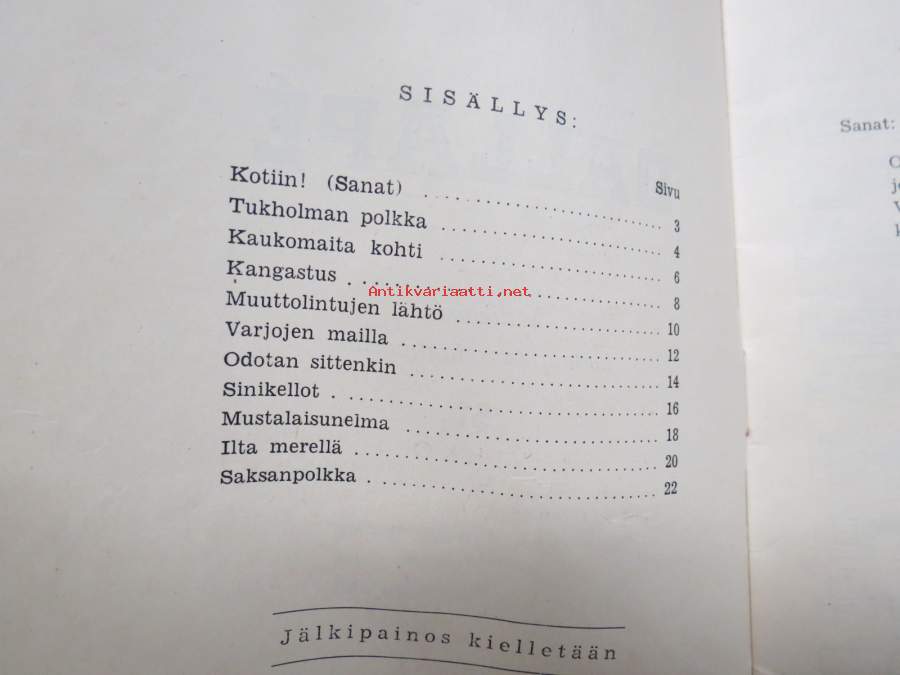 SISÄLLYS:
Sivu
Kotiin! (Sanat) 3
Tukholman polkka 4
Kaukomaita kohti 6
Kangastus 8
Muuttolintujen lähtö 10
Varjojen mailla 12
Odotan sittenkin 14
Sinikellot 16
Mustalaisunelma 18
Ilta merellä 20
Saksanpolkka 22
Jälkipainos kielletään
Antikvariaatti.net
Sanat: